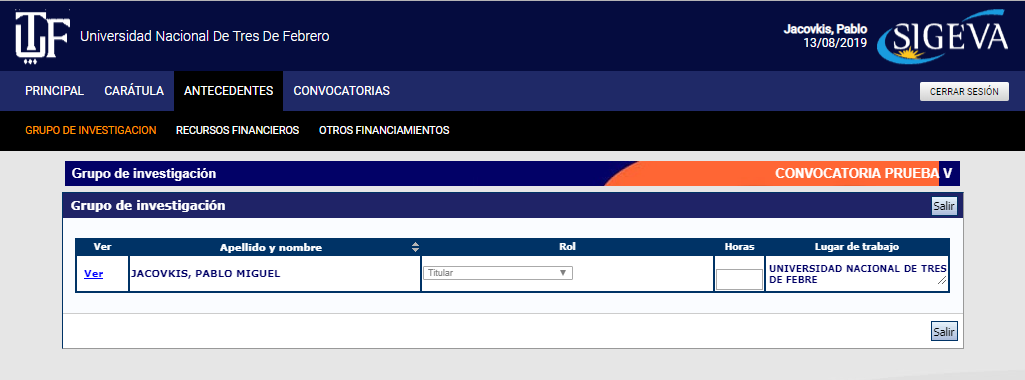 UNTREF
Universidad Nacional De Tres De Febrero
Jacovkis, Pablo
13/08/2019
SIGEVA
PRINCIPAL CARÁTULA ANTECEDENTES CONVOCATORIAS
CERRAR SESIÓN
GRUPO DE INVESTIGACION RECURSOS FINANCIEROS OTROS FINANCIAMIENTOS
Grupo de investigación CONVOCATORIA PRUEBA V
Grupo de investigación Salir
Ver Apellido y nombre Rol Horas Lugar de trabajo
Ver JACOVKIS, PABLO MIGUEL Titular UNIVERSIDAD NACIONAL DE TRES
DE FEBRE
Salir